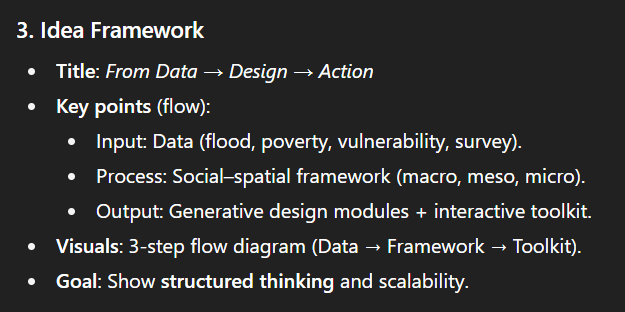 3. Idea Framework
Title: From Data → Design → Action
Key points (flow):
Input: Data (flood, poverty, vulnerability, survey).
Process: Social–spatial framework (macro, meso, micro).
Output: Generative design modules + interactive toolkit.
Visuals: 3-step flow diagram (Data → Framework → Toolkit).
Goal: Show structured thinking and scalability.